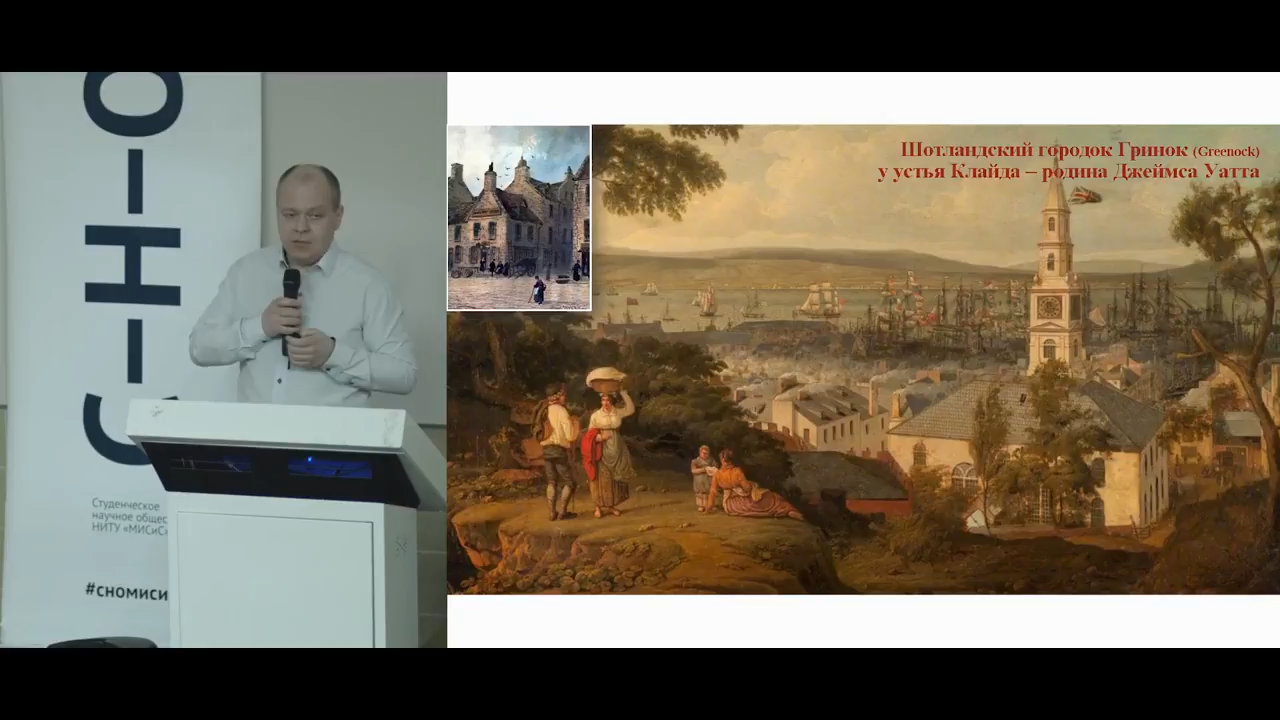 С-Н-О
Студенческое
научное общес
НИТУ «МИСиС
#сномиси
Шотландский городок Гринок (Greenock)
у устья Клайда – родина Джеймса Уатта